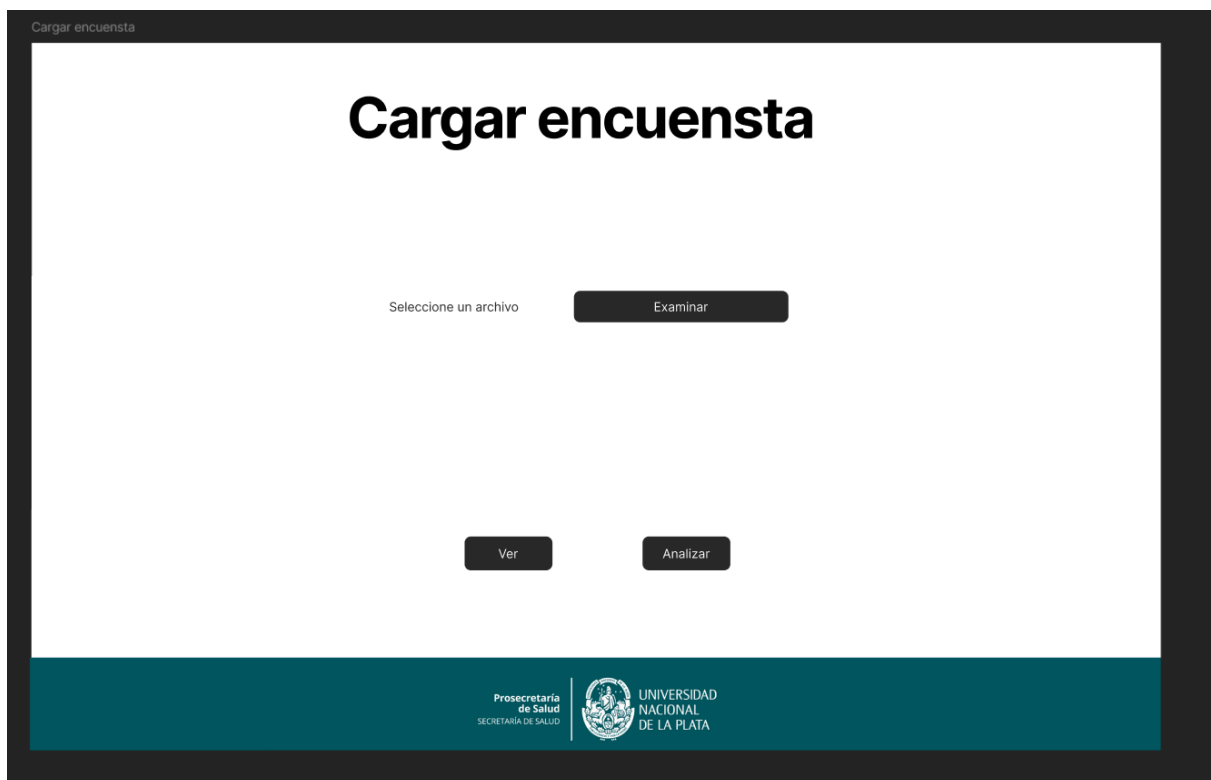 Cargar encuensta
Cargar encuensta
Seleccione un archivo
Examinar
Ver
Analizar
Prosecretaría
de Salud
SECRETARÍA DE SALUD
UNIVERSIDAD
NACIONAL
DE LA PLATA